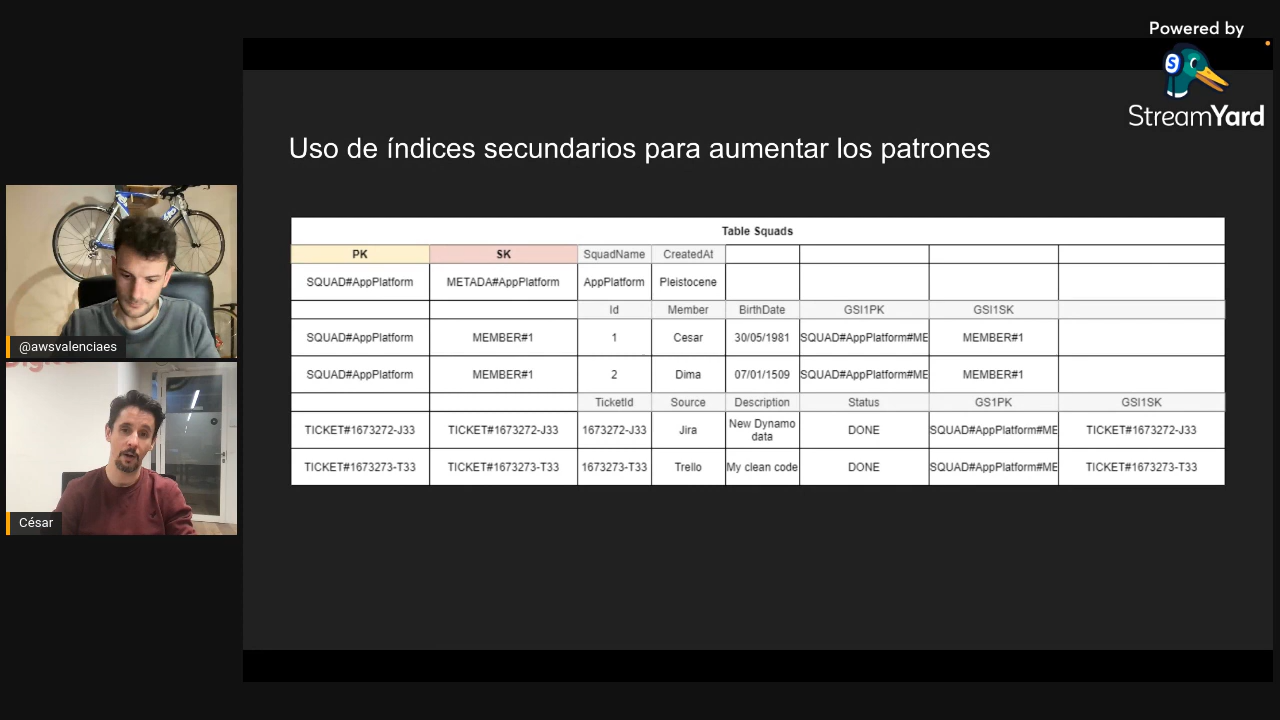 Powered by
StreamYard
Uso de índices secundarios para aumentar los patrones
Table Squads
PK SK SquadName CreatedAt
SQUAD#AppPlatform METADA#AppPlatform AppPlatform Pleistocene
Id Member BirthDate GSI1PK GSI1SK
SQUAD#AppPlatform MEMBER#1 1 Cesar 30/05/1981 SQUAD#AppPlatform#ME MEMBER#1
SQUAD#AppPlatform MEMBER#1 2 Dima 07/01/1509 SQUAD#AppPlatform#ME MEMBER#1
TicketId Source Description Status GS1PK GSI1SK
TICKET#1673272-J33 TICKET#1673272-J33 1673272-J33 Jira New Dynamo data DONE SQUAD#AppPlatform#ME TICKET#1673272-J33
TICKET#1673273-T33 TICKET#1673273-T33 1673273-T33 Trello My clean code DONE SQUAD#AppPlatform#ME TICKET#1673273-T33
@awsvalenciaes
César